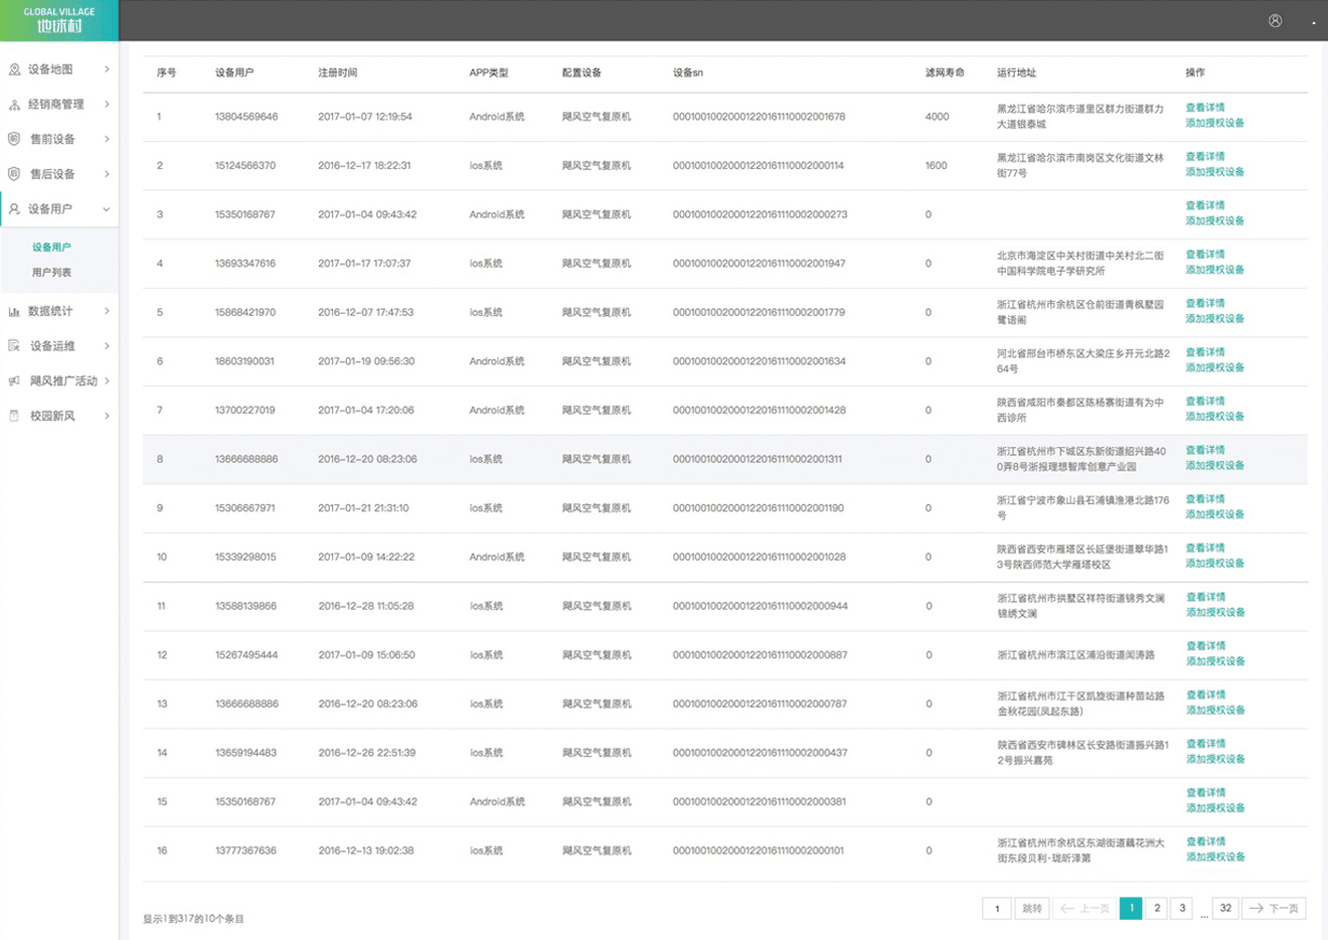 GLOBAL VILLAGE
地球村
设备地图
经销商管理
售前设备
售后设备
设备用户
设备用户
用户列表
数据统计
设备运维
飓风推广活动
校园新风
序号 设备用户 注册时间 APP类型 配置设备 设备sn 滤网寿命 运行地址 操作
1 13804569646 2017-01-07 12:19:54 Android系统 飓风空气复原机 00010010020001220161110002001678 4000 黑龙江省哈尔滨市道里区群力街道群力 查看详情
大道银泰城 添加授权设备
2 15124566370 2016-12-17 18:22:31 ios系统 飓风空气复原机 00010010020001220161110002000114 1600 黑龙江省哈尔滨市南岗区文化街道文林 查看详情
街77号 添加授权设备
3 15350168767 2017-01-04 09:43:42 Android系统 飓风空气复原机 00010010020001220161110002000273 0 查看详情
添加授权设备
4 13693347616 2017-01-17 17:07:37 ios系统 飓风空气复原机 00010010020001220161110002001947 0 北京市海淀区中关村街道中关村北二街 查看详情
中国科学院电子学研究所 添加授权设备
5 15868421970 2016-12-07 17:47:53 ios系统 飓风空气复原机 00010010020001220161110002001779 0 浙江省杭州市余杭区仓前街道青枫墅园 查看详情
鹭语阁 添加授权设备
6 18603190031 2017-01-19 09:56:30 Android系统 飓风空气复原机 00010010020001220161110002001634 0 河北省邢台市桥东区大梁庄乡开元北路2 查看详情
64号 添加授权设备
7 13700227019 2017-01-04 17:20:06 Android系统 飓风空气复原机 00010010020001220161110002001428 0 陕西省咸阳市秦都区陈杨寨街道有为中 查看详情
西诊所 添加授权设备
8 13666688886 2016-12-20 08:23:06 ios系统 飓风空气复原机 00010010020001220161110002001311 0 浙江省杭州市下城区东新街道绍兴路40 查看详情
0弄8号浙报理想智库创意产业园 添加授权设备
9 15306667971 2017-01-21 21:31:10 ios系统 飓风空气复原机 00010010020001220161110002001190 0 浙江省宁波市象山县石浦镇渔港北路176 查看详情
号 添加授权设备
10 15339298015 2017-01-09 14:22:22 Android系统 飓风空气复原机 00010010020001220161110002001028 0 陕西省西安市雁塔区长延堡街道翠华路1 查看详情
3号陕西师范大学雁塔校区 添加授权设备
11 13588139866 2016-12-28 11:05:28 ios系统 飓风空气复原机 00010010020001220161110002000944 0 浙江省杭州市拱墅区祥符街道锦秀文澜 查看详情
锦绣文澜 添加授权设备
12 15267495444 2017-01-09 15:06:50 ios系统 飓风空气复原机 00010010020001220161110002000887 0 浙江省杭州市滨江区浦沿街道闻涛路 查看详情
添加授权设备
13 13666688886 2016-12-20 08:23:06 ios系统 飓风空气复原机 00010010020001220161110002000787 0 浙江省杭州市江干区凯旋街道种苗站路 查看详情
金秋花园(凤起东路) 添加授权设备
14 13659194483 2016-12-26 22:51:39 ios系统 飓风空气复原机 00010010020001220161110002000437 0 陕西省西安市碑林区长安路街道振兴路1 查看详情
2号振兴嘉苑 添加授权设备
15 15350168767 2017-01-04 09:43:42 Android系统 飓风空气复原机 00010010020001220161110002000381 0 查看详情
添加授权设备
16 13777367636 2016-12-13 19:02:38 ios系统 飓风空气复原机 00010010020001220161110002000101 0 浙江省杭州市余杭区东湖街道藕花洲大 查看详情
街东段贝利·珑昕泽第 添加授权设备
显示1到317的10个条目
1 跳转 ← 上一页 1 2 3 ... 32 → 下一页